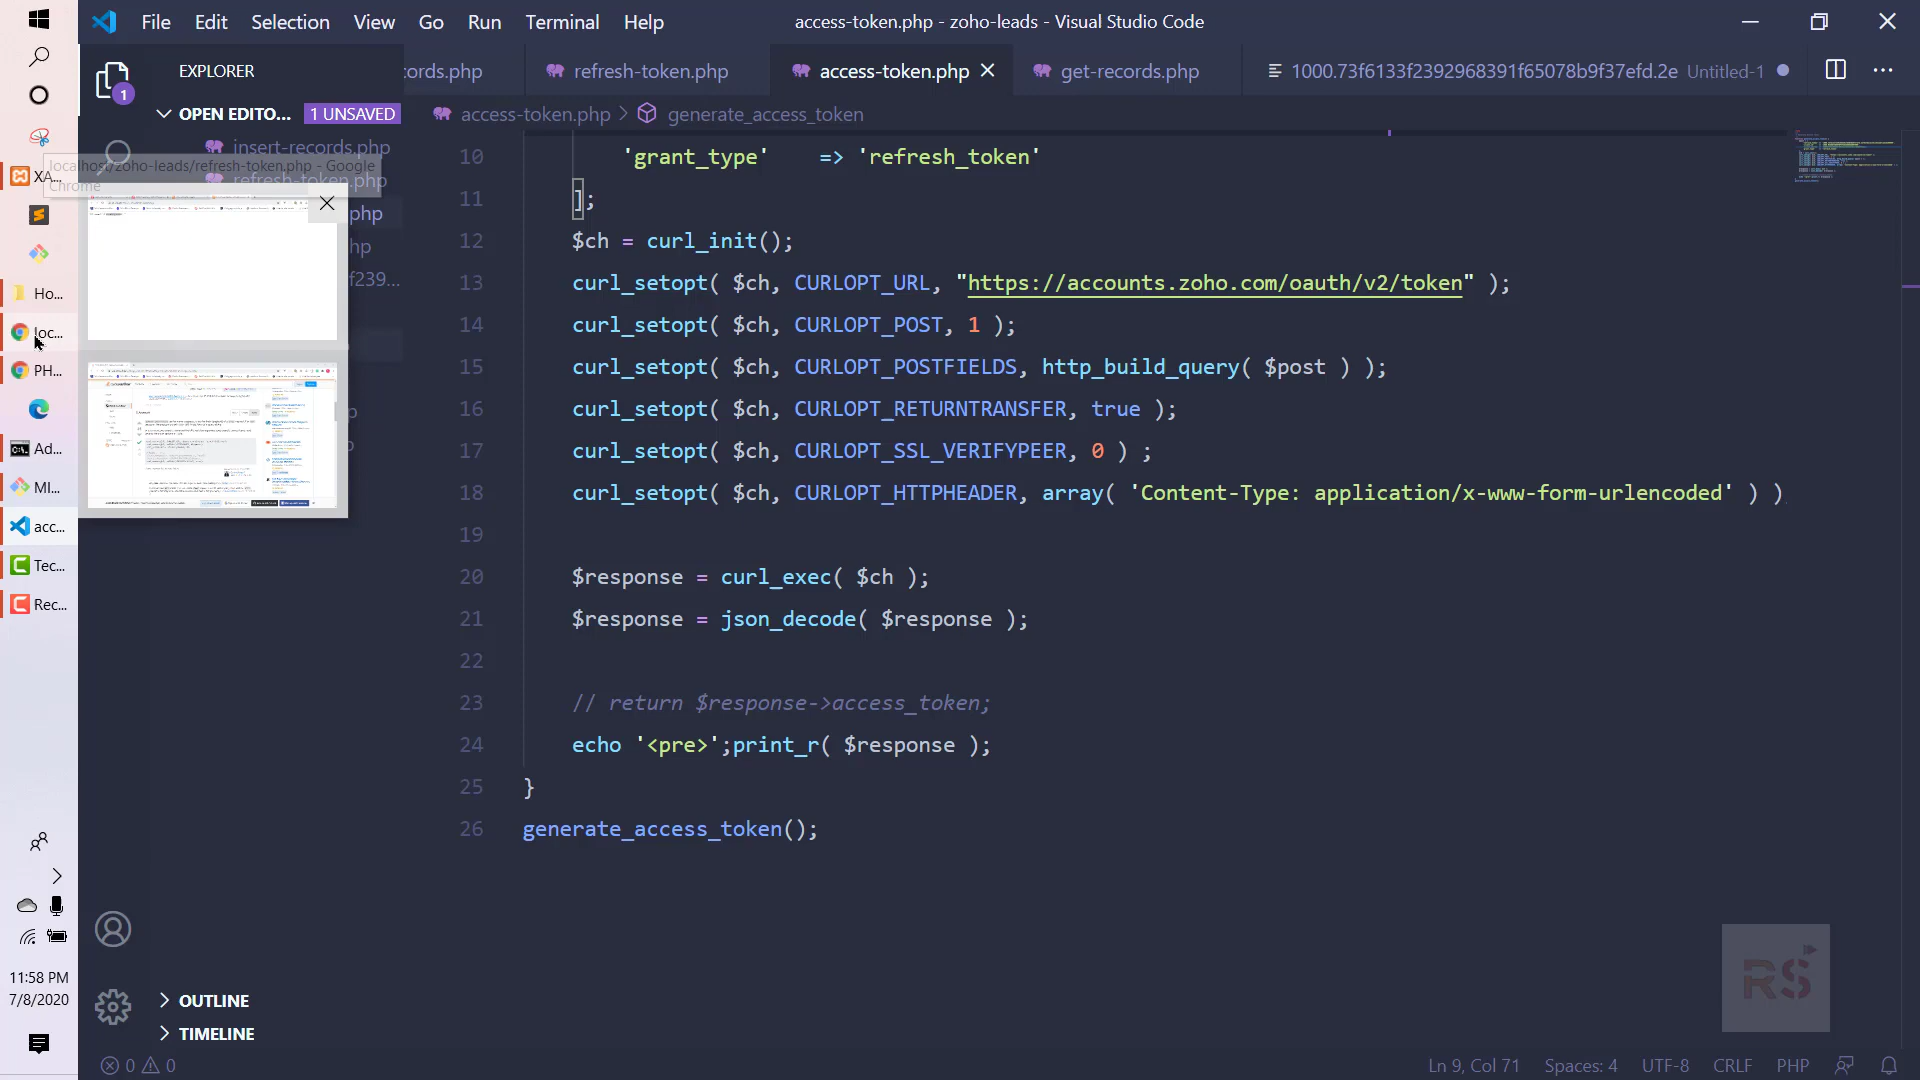 File Edit Selection View Go Run Terminal Help
access-token.php - zoho-leads - Visual Studio Code
EXPLORER
cords.php
refresh-token.php
access-token.php
get-records.php
1000.73f6133f2392968391f65078b9f37efd.2e Untitled-1
1
OPEN EDITO... 1 UNSAVED
access-token.php > generate_access_token
insert-records.php
localhost/zoho-leads/refresh-token.php - Google
Chrome
refresh-token.php
php
hp
f239...
p
p
XA...
Ho...
loc...
PH...
Ad...
MI...
acc...
Tec...
Rec...
10 'grant_type' => 'refresh_token'
11 ];
12 $ch = curl_init();
13 curl_setopt( $ch, CURLOPT_URL, "https://accounts.zoho.com/oauth/v2/token" );
14 curl_setopt( $ch, CURLOPT_POST, 1 );
15 curl_setopt( $ch, CURLOPT_POSTFIELDS, http_build_query( $post ) );
16 curl_setopt( $ch, CURLOPT_RETURNTRANSFER, true );
17 curl_setopt( $ch, CURLOPT_SSL_VERIFYPEER, 0 ) ;
18 curl_setopt( $ch, CURLOPT_HTTPHEADER, array( 'Content-Type: application/x-www-form-urlencoded' ) )
19
20 $response = curl_exec( $ch );
21 $response = json_decode( $response );
22
23 // return $response->access_token;
24 echo '<pre>';print_r( $response );
25 }
26 generate_access_token();
RS
11:58 PM
7/8/2020
OUTLINE
TIMELINE
0 0
Ln 9, Col 71 Spaces: 4 UTF-8 CRLF PHP